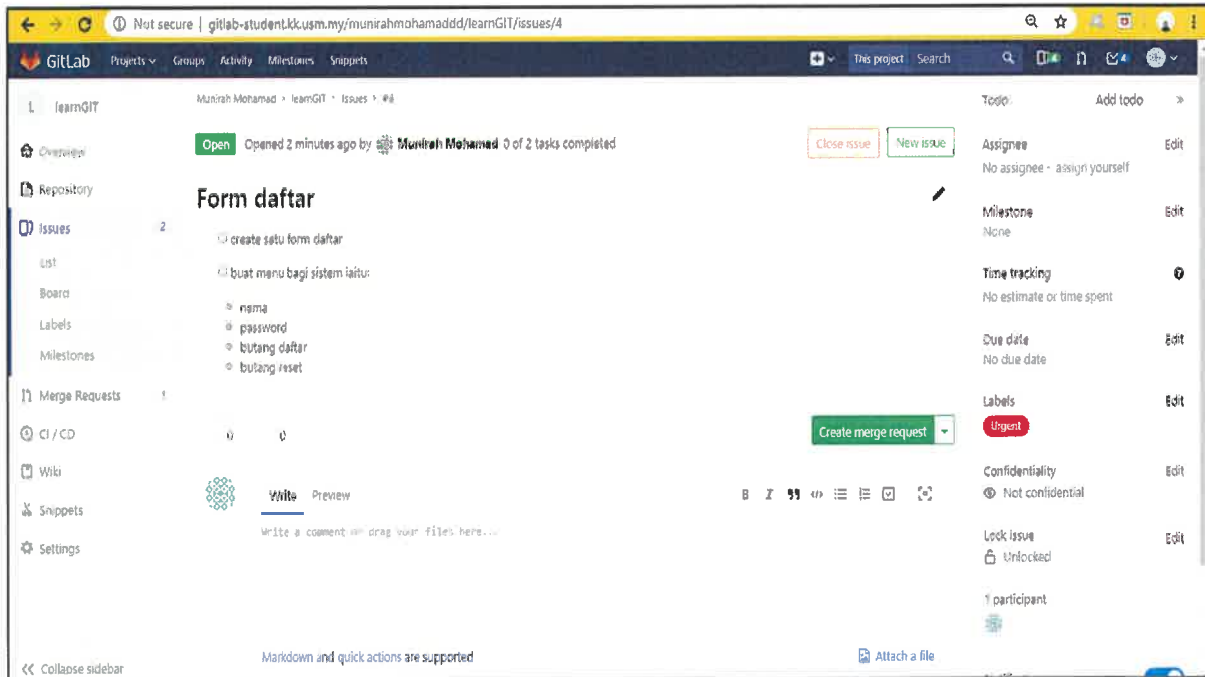 Not secure | gitlab-student.kk.usm.my/munirahmohamaddd/learnGIT/issues/4
GitLab Projects Groups Activity Milestones Snippets This project Search
L learnGIT
Munirah Mohamad > learnGIT > Issues > #4
Todo Add todo »
Open Opened 2 minutes ago by Munirah Mohamad 0 of 2 tasks completed
Close issue New issue
Assignee Edit
No assignee - assign yourself
Overview
Repository
Form daftar
Milestone Edit
None
Issues 2
create satu form daftar
buat menu bagi sistem iaitu:
List
Board
Labels
Milestones
nama
password
butang daftar
butang reset
Time tracking
No estimate or time spent
Due date Edit
No due date
Merge Requests 1
Labels Edit
Urgent
CI / CD
0 0
Create merge request
Wiki
Snippets
Settings
Write Preview
B I
Write a comment or drag your files here...
Confidentiality Edit
Not confidential
Lock issue Edit
Unlocked
1 participant
Markdown and quick actions are supported
Attach a file
« Collapse sidebar